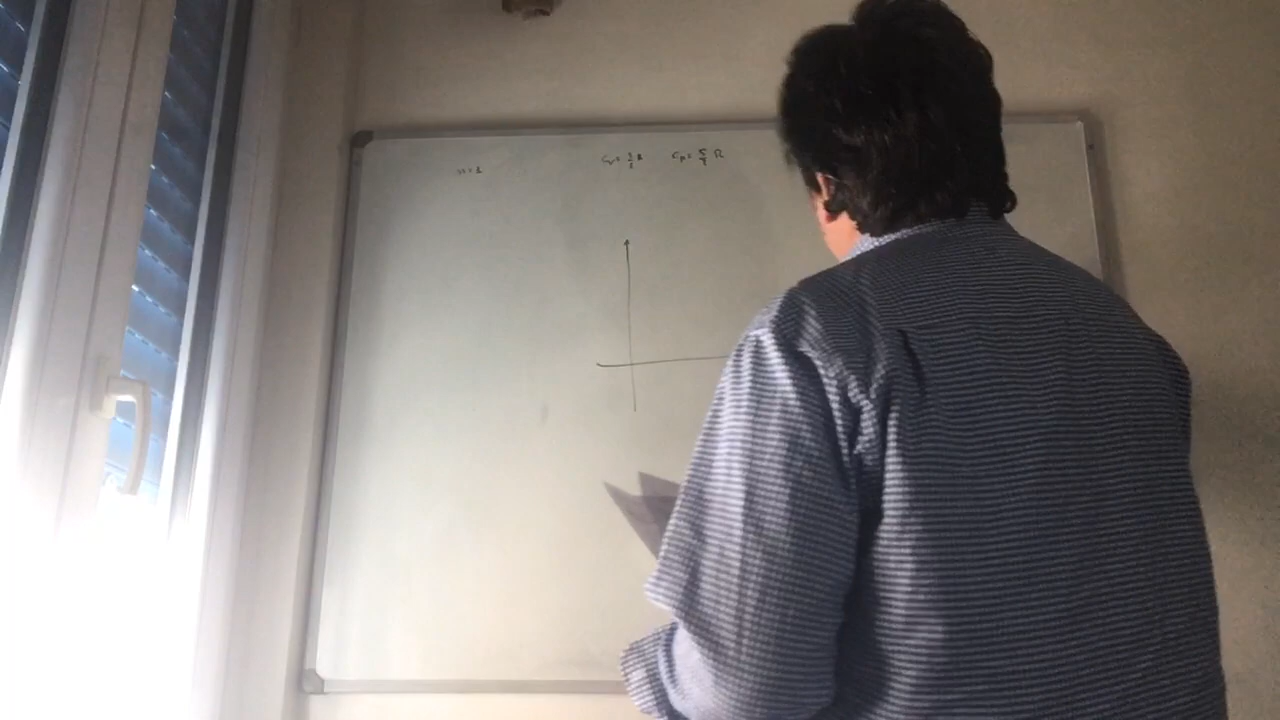 n=1 Cv= 3/2 R Cp= 5/2 R